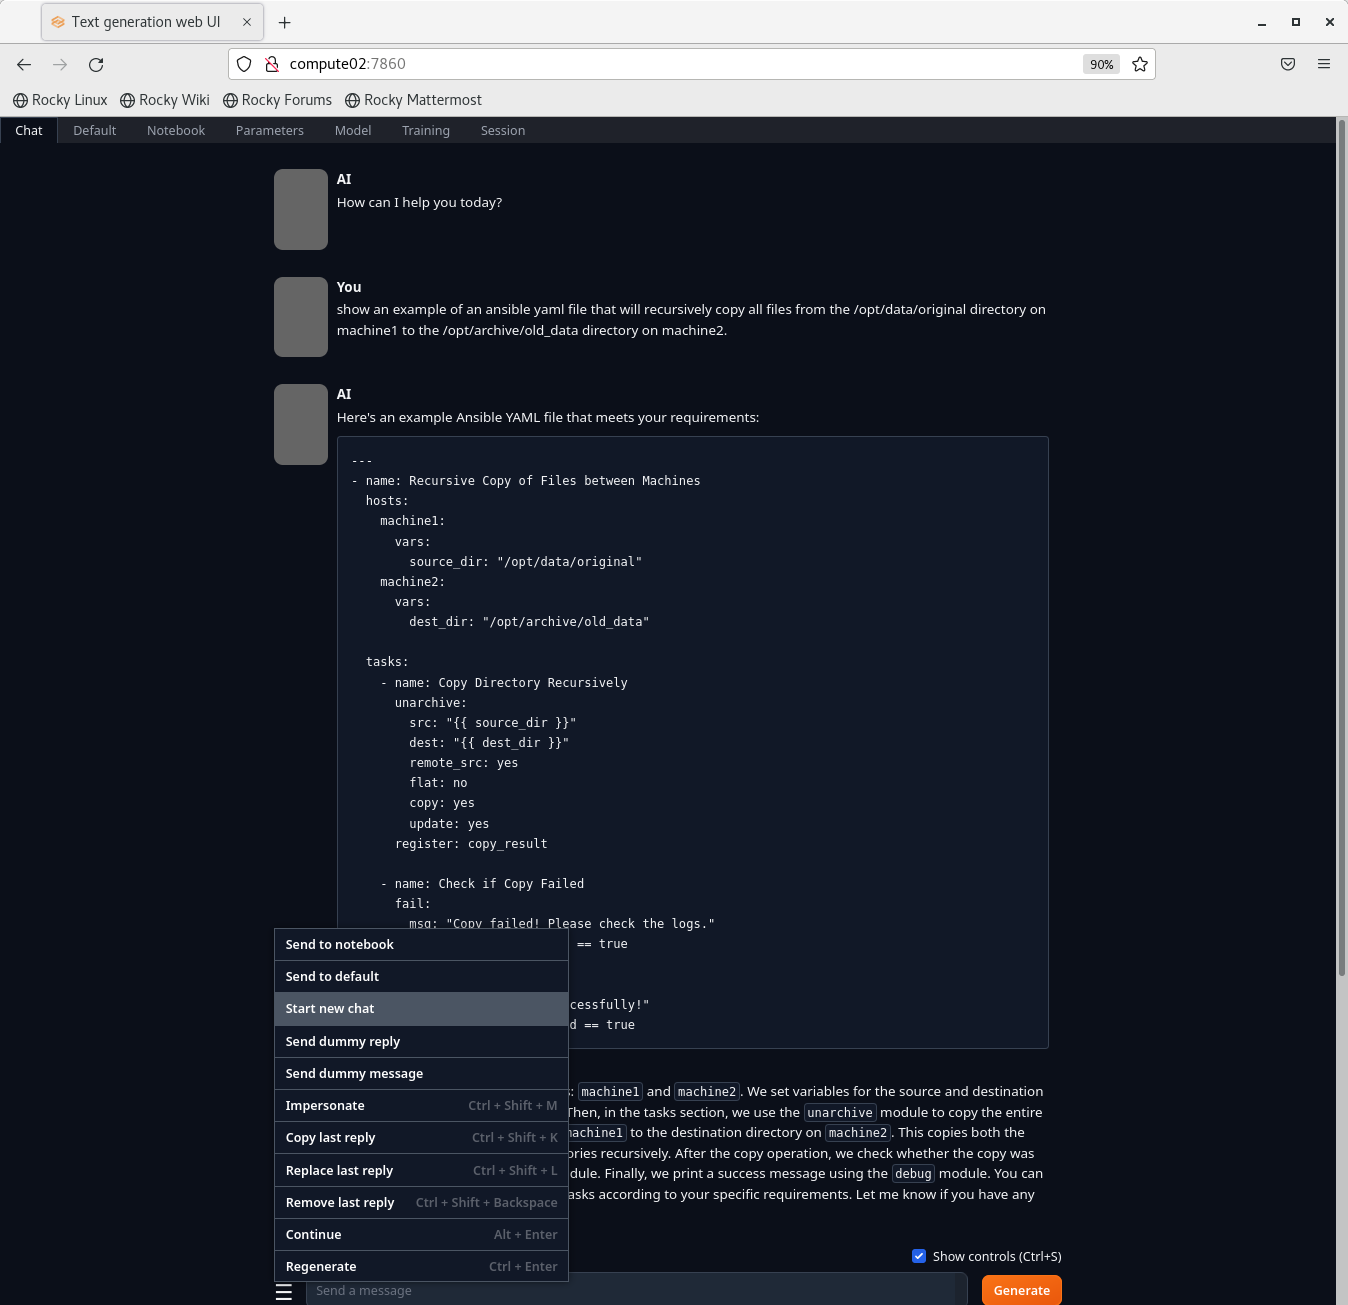 Text generation web UI
compute02:7860
90%
Rocky Linux
Rocky Wiki
Rocky Forums
Rocky Mattermost
Chat
Default
Notebook
Parameters
Model
Training
Session
AI
How can I help you today?
You
show an example of an ansible yaml file that will recursively copy all files from the /opt/data/original directory on
machine1 to the /opt/archive/old_data directory on machine2.
AI
Here's an example Ansible YAML file that meets your requirements:
---
- name: Recursive Copy of Files between Machines
  hosts:
    machine1:
      vars:
        source_dir: "/opt/data/original"
    machine2:
      vars:
        dest_dir: "/opt/archive/old_data"
  tasks:
    - name: Copy Directory Recursively
      unarchive:
        src: "{{ source_dir }}"
        dest: "{{ dest_dir }}"
        remote_src: yes
        flat: no
        copy: yes
        update: yes
      register: copy_result
    - name: Check if Copy Failed
      fail:
        msg: "Copy failed! Please check the logs."
== true
cessfully!"
d == true
: machine1 and machine2. We set variables for the source and destination
Then, in the tasks section, we use the unarchive module to copy the entire
machine1 to the destination directory on machine2. This copies both the
ories recursively. After the copy operation, we check whether the copy was
dule. Finally, we print a success message using the debug module. You can
asks according to your specific requirements. Let me know if you have any
Send to notebook
Send to default
Start new chat
Send dummy reply
Send dummy message
Impersonate Ctrl + Shift + M
Copy last reply Ctrl + Shift + K
Replace last reply Ctrl + Shift + L
Remove last reply Ctrl + Shift + Backspace
Continue Alt + Enter
Regenerate Ctrl + Enter
Show controls (Ctrl+S)
Send a message
Generate